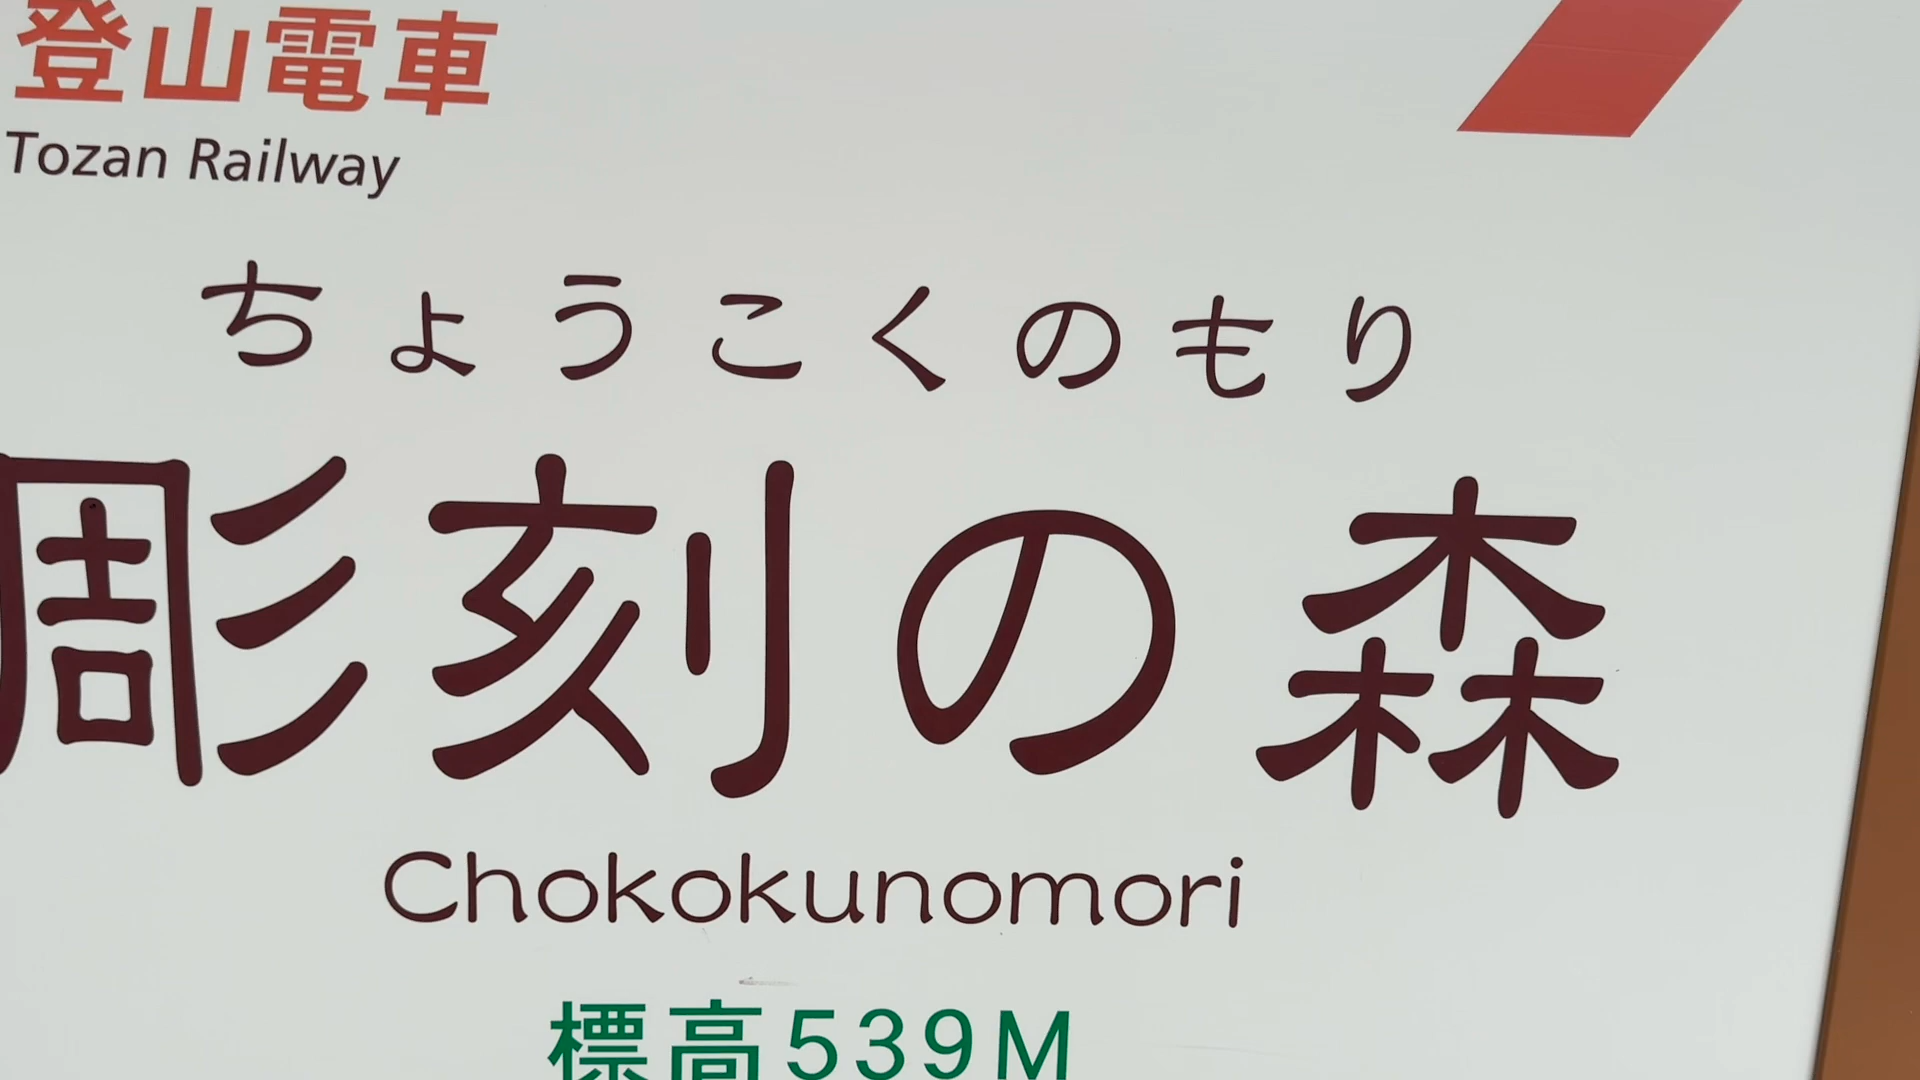 登山電車
Tozan Railway
ちょうこくのもり
彫刻の森
Chokokunomori
標高539M